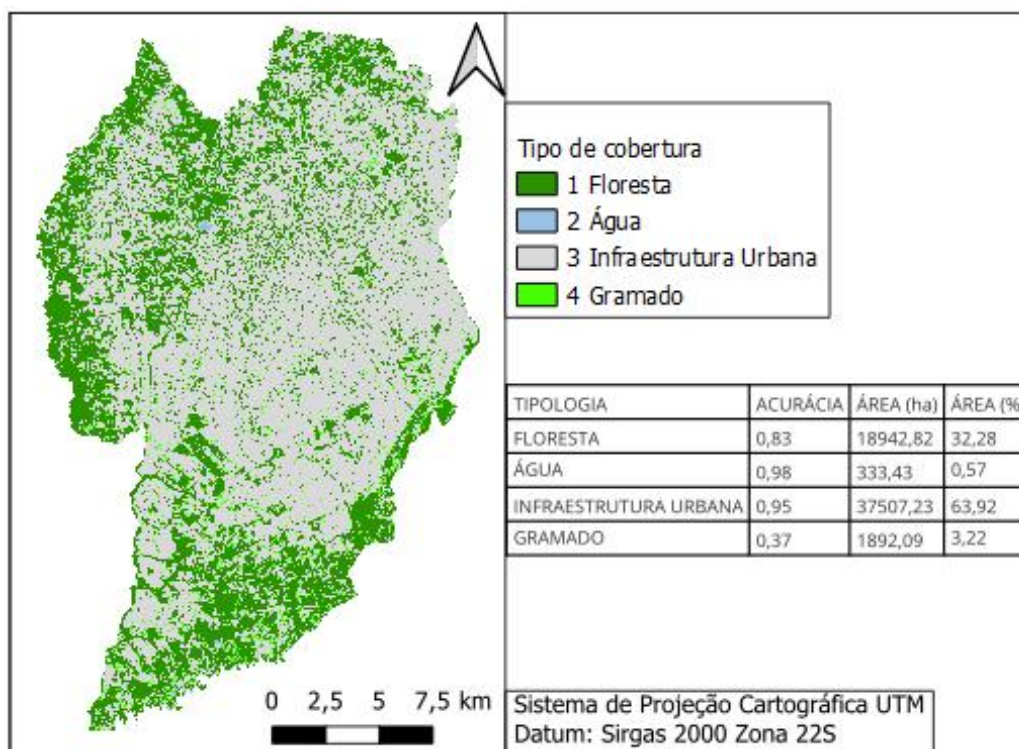 Tipo de cobertura
1 Floresta
2 Água
3 Infraestrutura Urbana
4 Gramado
TIPOLOGIA ACURÁCIA ÁREA (ha) ÁREA (%
FLORESTA 0,83 18942,82 32,28
ÁGUA 0,98 333,43 0,57
INFRAESTRUTURA URBANA 0,95 37507,23 63,92
GRAMADO 0,37 1892,09 3,22
0 2,5 5 7,5 km
Sistema de Projeção Cartográfica UTM
Datum: Sirgas 2000 Zona 22S